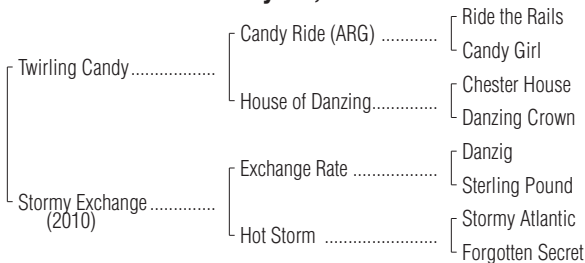 Ride the Rails
Candy Ride (ARG) ............
Candy Girl
Twirling Candy..................
Chester House
House of Danzing..............
Danzing Crown
Danzig
Exchange Rate ..................
Sterling Pound
Stormy Exchange..............
(2010)
Stormy Atlantic
Hot Storm ........................
Forgotten Secret